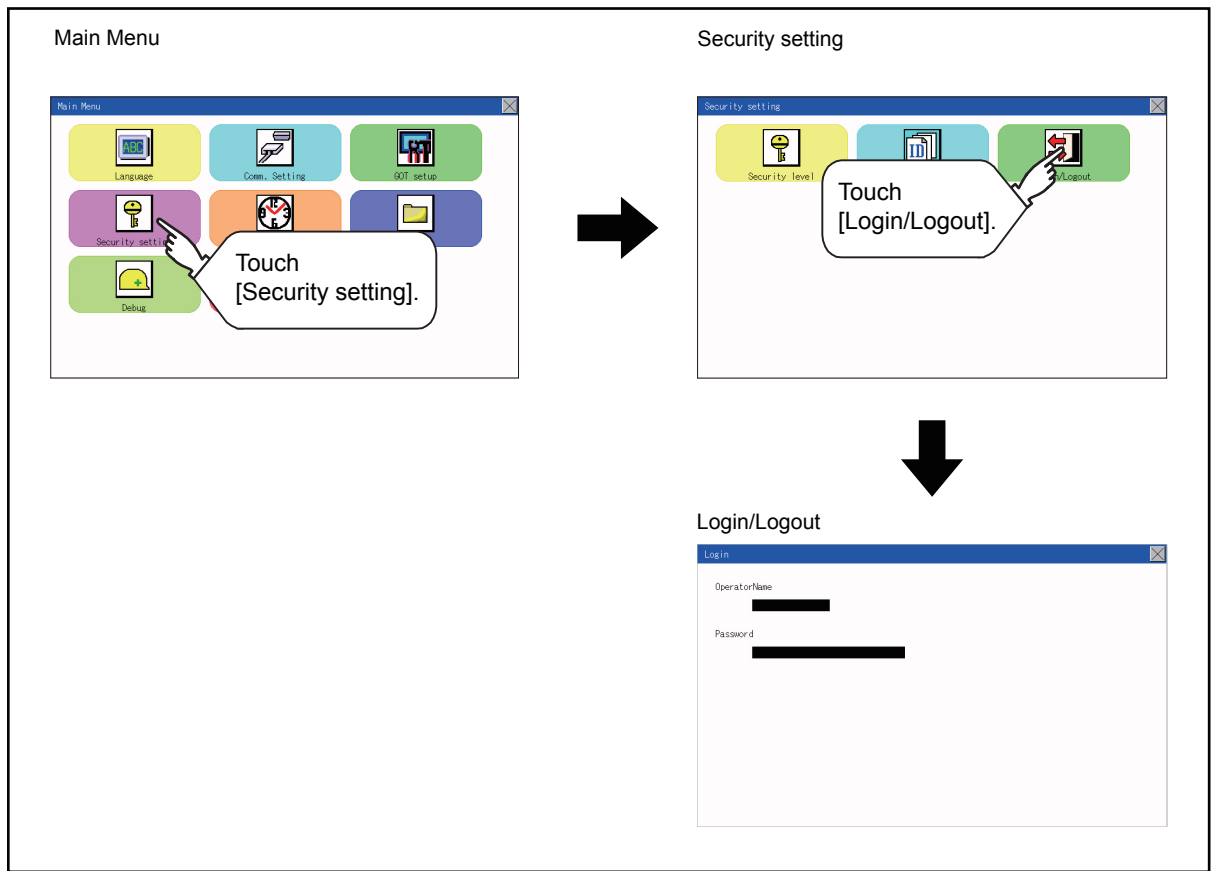 Main Menu
Security setting
Main Menu
Language
Comm. Setting
GOT setup
Security
Debug
Touch
[Security setting].
Security setting
Security level
ID
/Logout
Touch
[Login/Logout].
Login/Logout
Login
OperatorName
Password